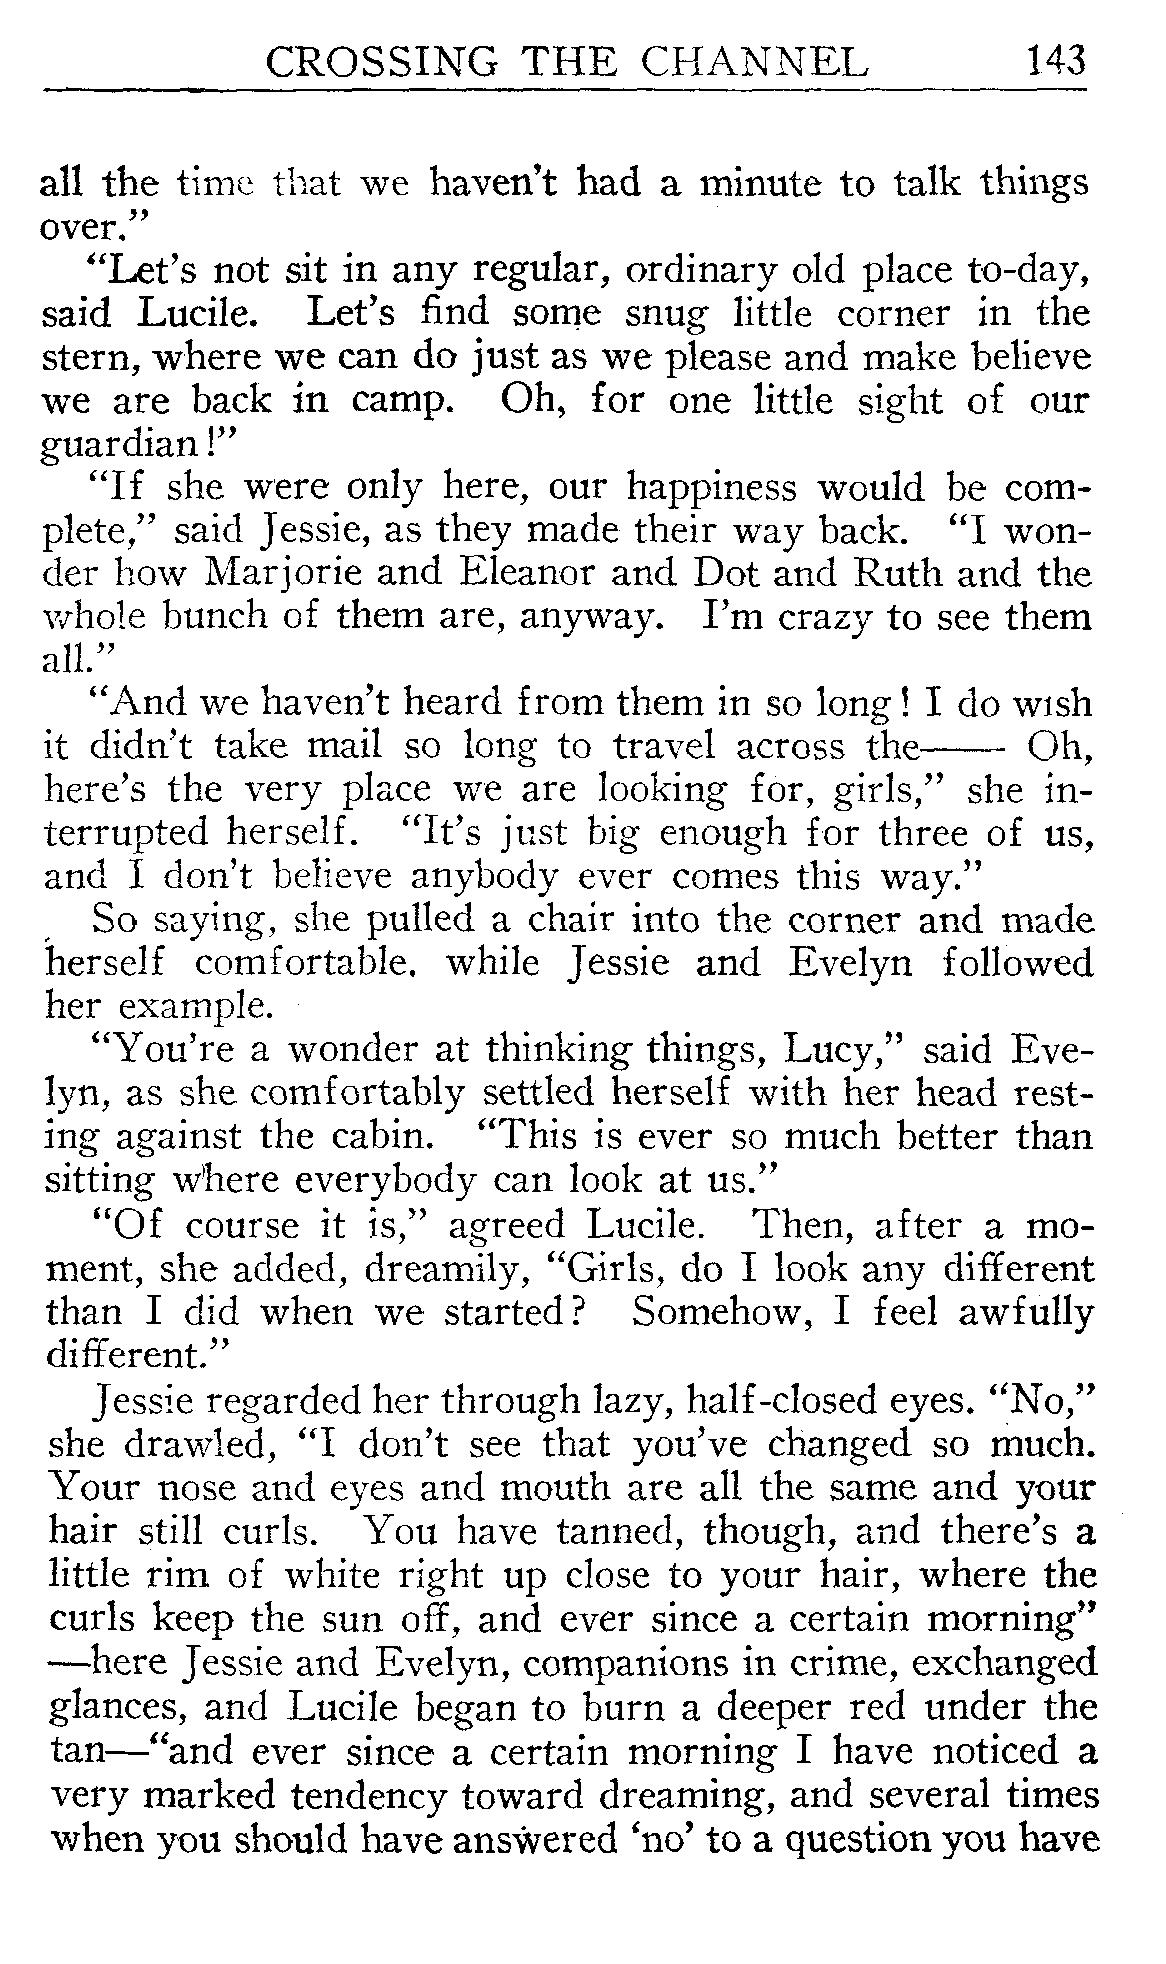 CROSSING THE CHANNEL 143
all the time that we haven't had a minute to talk things
over."
"Let's not sit in any regular, ordinary old place to-day,
said Lucile. Let's find some snug little corner in the
stern, where we can do just as we please and make believe
we are back in camp. Oh, for one little sight of our
guardian!"
"If she were only here, our happiness would be com-
plete," said Jessie, as they made their way back. "I won-
der how Marjorie and Eleanor and Dot and Ruth and the
whole bunch of them are, anyway. I'm crazy to see them
all."
"And we haven't heard from them in so long! I do wish
it didn't take mail so long to travel across the—— Oh,
here's the very place we are looking for, girls," she in-
terrupted herself. "It's just big enough for three of us,
and I don't believe anybody ever comes this way."
So saying, she pulled a chair into the corner and made
herself comfortable. while Jessie and Evelyn followed
her example.
"You're a wonder at thinking things, Lucy," said Eve-
lyn, as she comfortably settled herself with her head rest-
ing against the cabin. "This is ever so much better than
sitting where everybody can look at us."
"Of course it is," agreed Lucile. Then, after a mo-
ment, she added, dreamily, "Girls, do I look any different
than I did when we started? Somehow, I feel awfully
different."
Jessie regarded her through lazy, half-closed eyes. "No,"
she drawled, "I don't see that you've changed so much.
Your nose and eyes and mouth are all the same and your
hair still curls. You have tanned, though, and there's a
little rim of white right up close to your hair, where the
curls keep the sun off, and ever since a certain morning"
—here Jessie and Evelyn, companions in crime, exchanged
glances, and Lucile began to burn a deeper red under the
tan—"and ever since a certain morning I have noticed a
very marked tendency toward dreaming, and several times
when you should have answered 'no' to a question you have